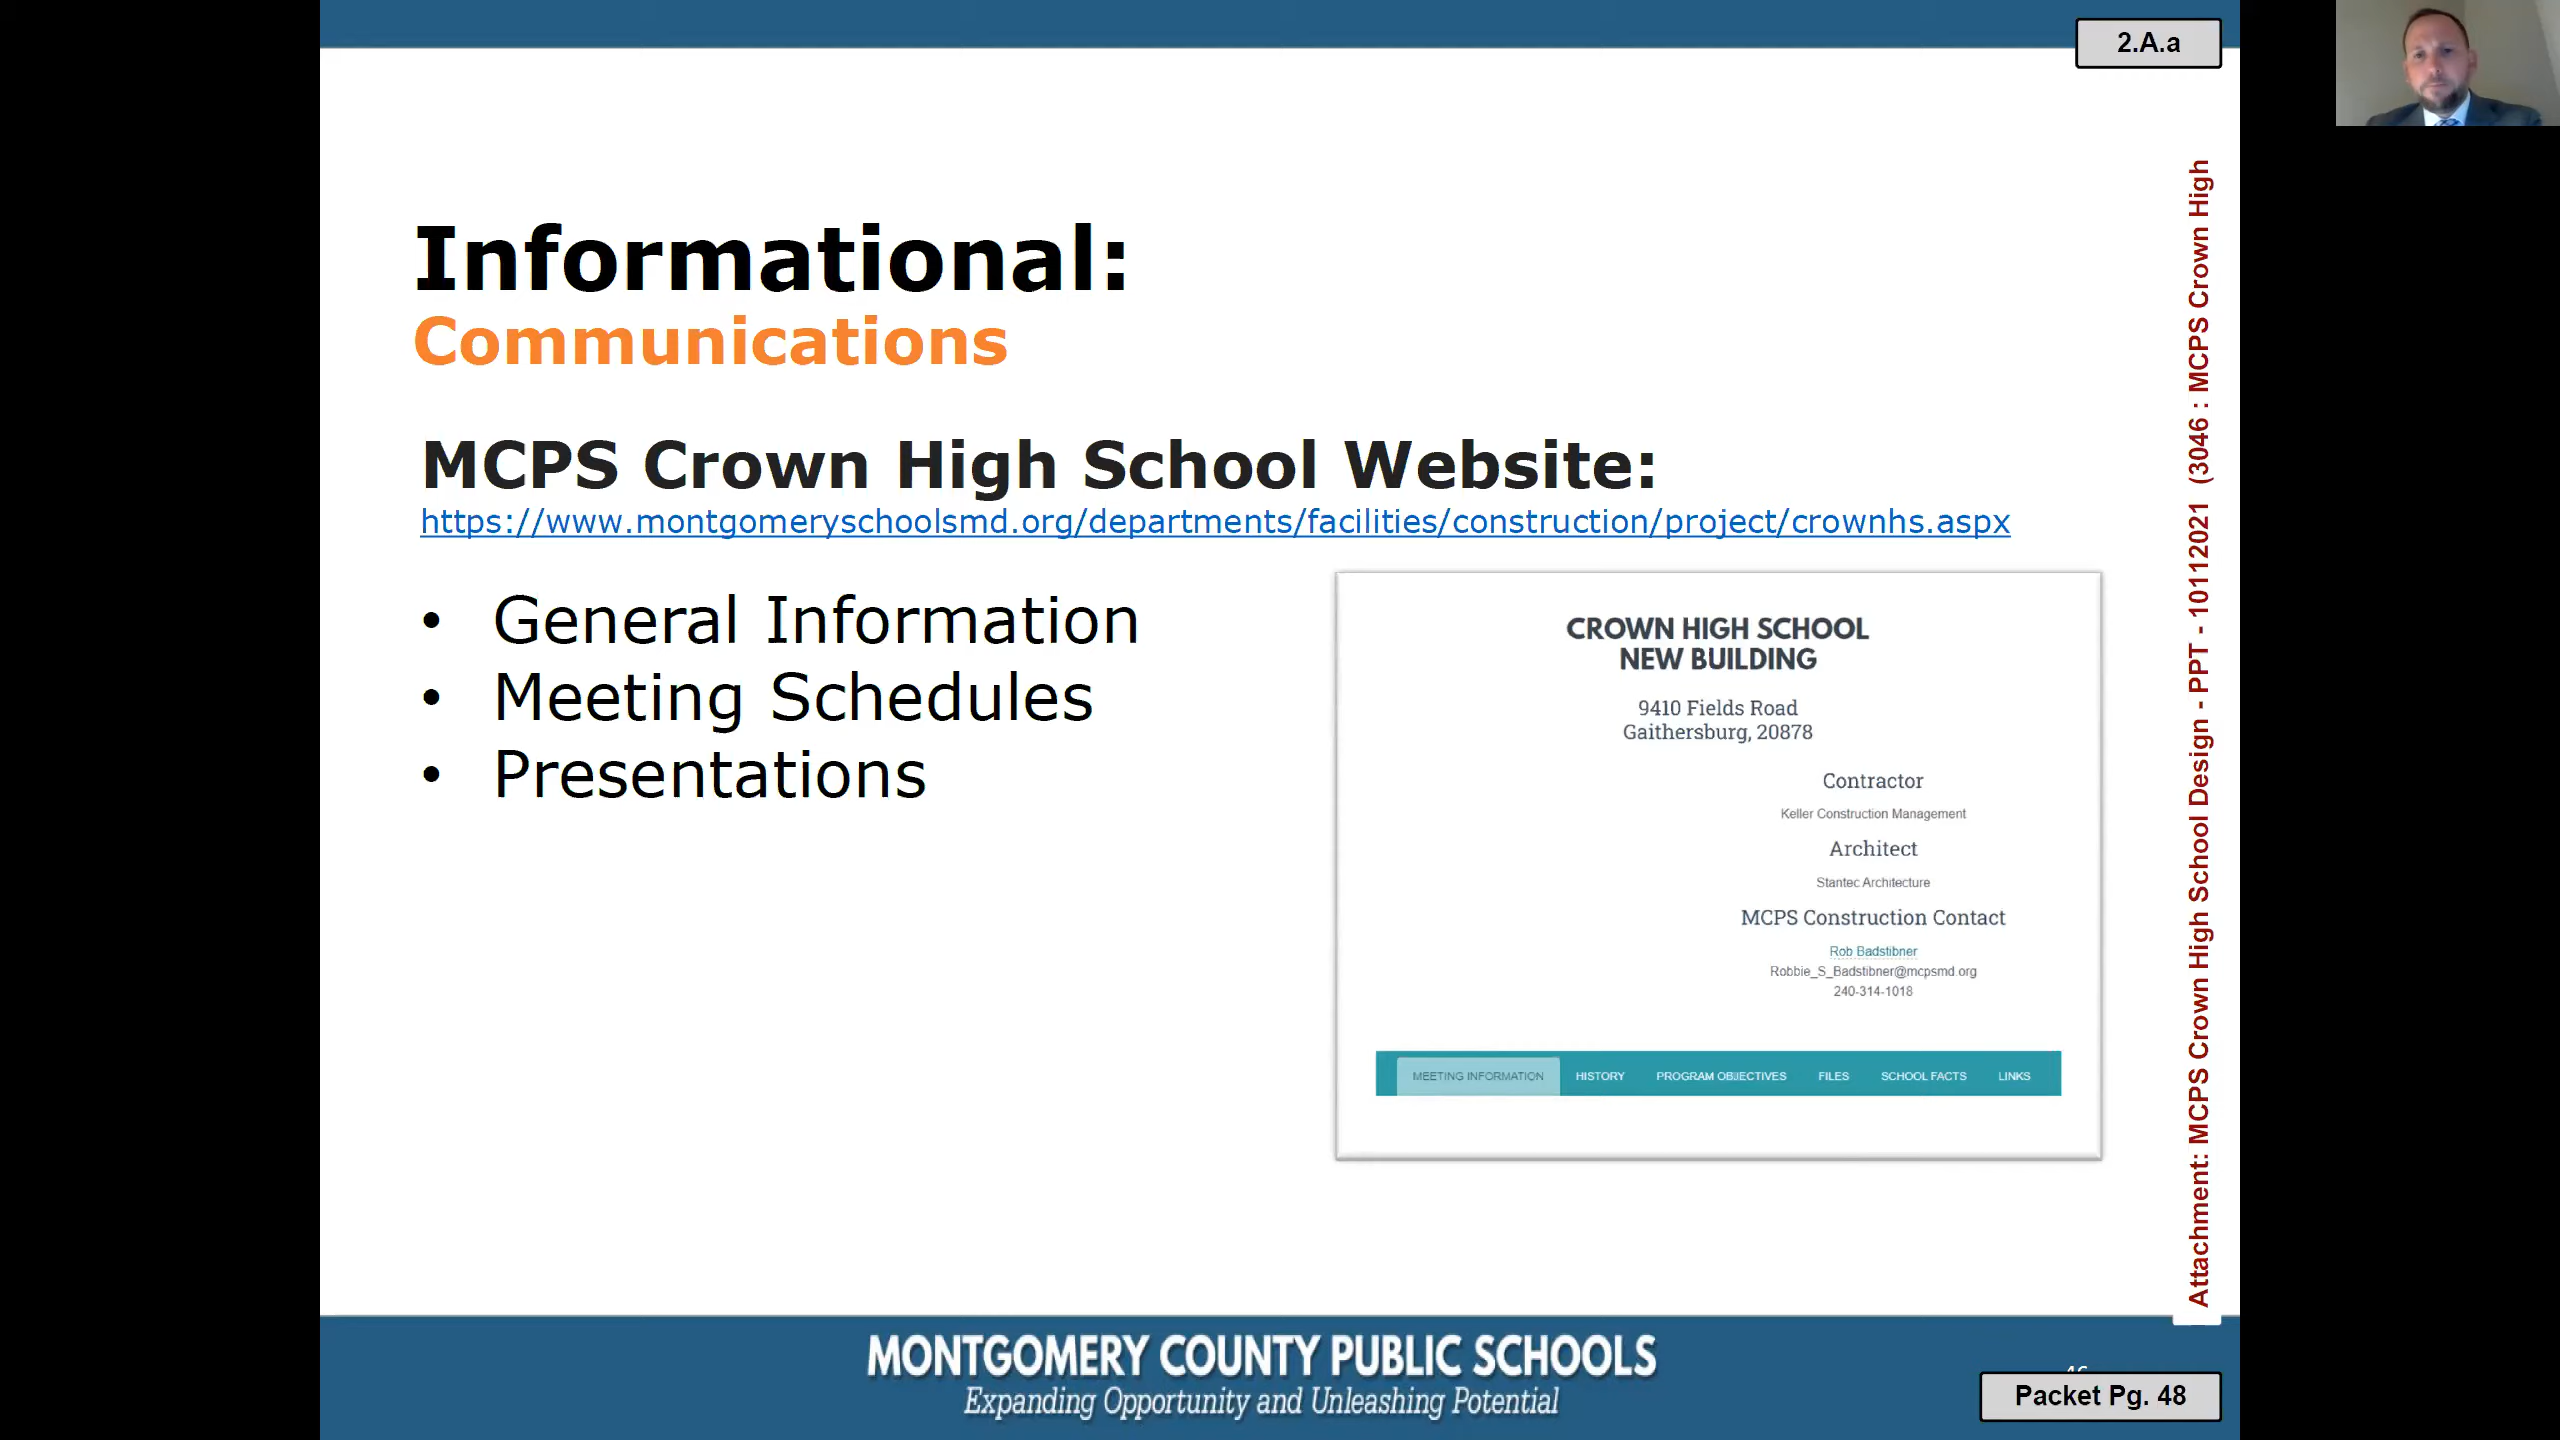 2.A.a
Informational:
Communications
MCPS Crown High School Website:
https://www.montgomeryschoolsmd.org/departments/facilities/construction/project/crownhs.aspx
• General Information
• Meeting Schedules
• Presentations
CROWN HIGH SCHOOL
NEW BUILDING
9410 Fields Road
Gaithersburg, 20878
Contractor
Keller Construction Management
Architect
Stantec Architecture
MCPS Construction Contact
Rob Badstibner
Robbie_S_Badstibner@mcpsmd.org
240-314-1018
MEETING INFORMATION HISTORY PROGRAM OBJECTIVES FILES SCHOOL FACTS LINKS
Attachment: MCPS Crown High School Design - PPT - 10112021 (3046 : MCPS Crown High
MONTGOMERY COUNTY PUBLIC SCHOOLS
Expanding Opportunity and Unleashing Potential
Packet Pg. 48